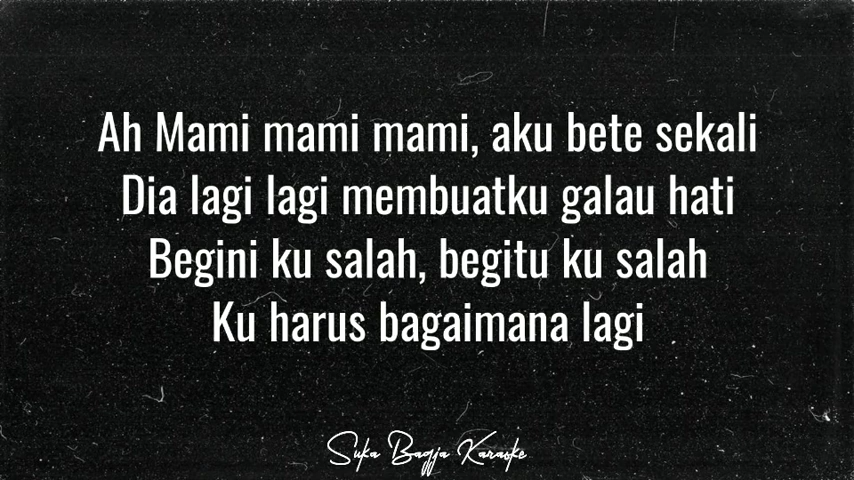 Ah Mami mami mami, aku bete sekali
Dia lagi lagi membuatku galau hati
Begini ku salah, begitu ku salah
Ku harus bagaimana lagi
Suka Bagja Karaoke